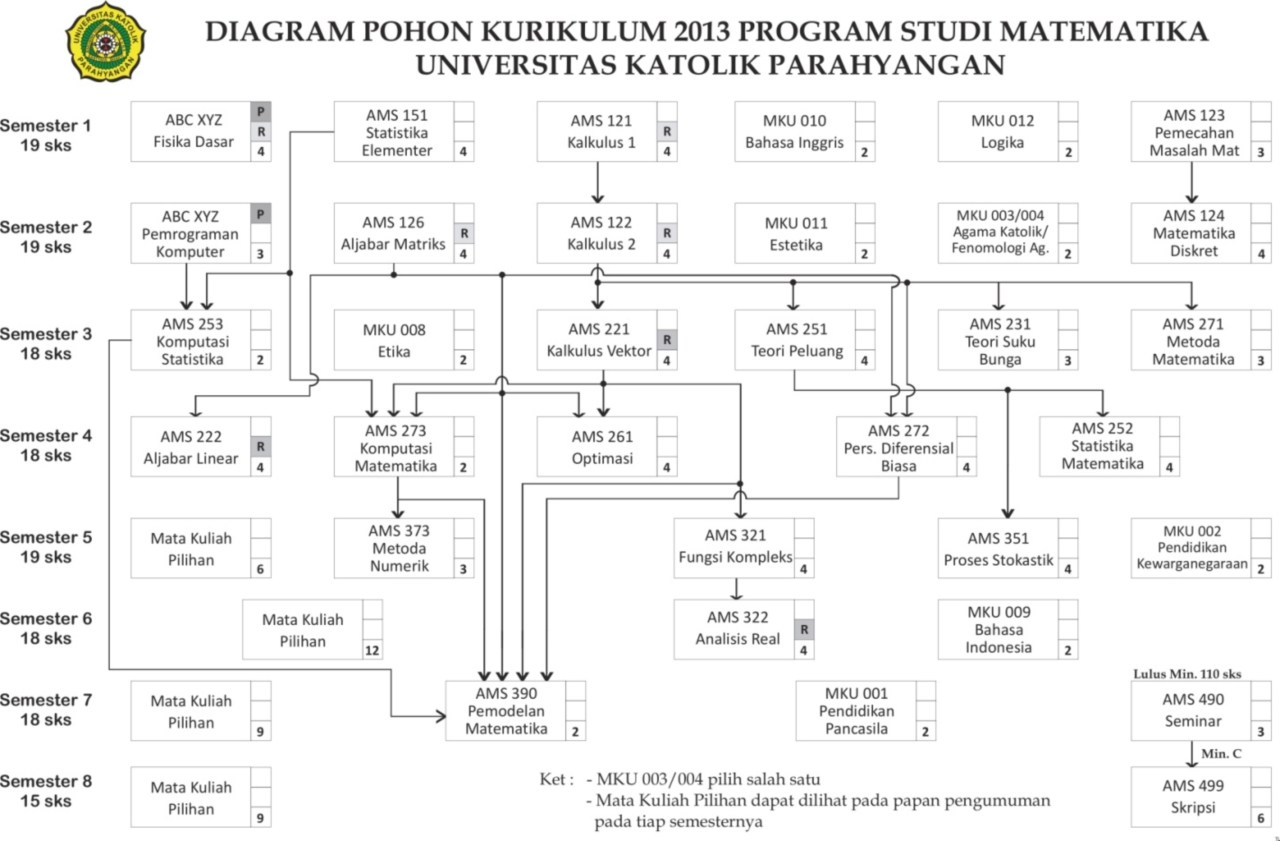 UNIVERSITAS KATOLIK
PARAHYANGAN
DIAGRAM POHON KURIKULUM 2013 PROGRAM STUDI MATEMATIKA
UNIVERSITAS KATOLIK PARAHYANGAN
Semester 1
19 sks
ABC XYZ
Fisika Dasar
P
R
4
AMS 151
Statistika
Elementer
4
AMS 121
Kalkulus 1
R
4
MKU 010
Bahasa Inggris
2
MKU 012
Logika
2
AMS 123
Pemecahan
Masalah Mat
3
Semester 2
19 sks
ABC XYZ
Pemrograman
Komputer
P
3
AMS 126
Aljabar Matriks
R
4
AMS 122
Kalkulus 2
R
4
MKU 011
Estetika
2
MKU 003/004
Agama Katolik/
Fenomologi Ag.
2
AMS 124
Matematika
Diskret
4
Semester 3
18 sks
AMS 253
Komputasi
Statistika
2
MKU 008
Etika
2
AMS 221
Kalkulus Vektor
R
4
AMS 251
Teori Peluang
4
AMS 231
Teori Suku
Bunga
3
AMS 271
Metoda
Matematika
3
Semester 4
18 sks
AMS 222
Aljabar Linear
R
4
AMS 273
Komputasi
Matematika
2
AMS 261
Optimasi
4
AMS 272
Pers. Diferensial
Biasa
4
AMS 252
Statistika
Matematika
4
Semester 5
19 sks
Mata Kuliah
Pilihan
6
AMS 373
Metoda
Numerik
3
AMS 321
Fungsi Kompleks
4
AMS 351
Proses Stokastik
4
MKU 002
Pendidikan
Kewarganegaraan
2
Semester 6
18 sks
Mata Kuliah
Pilihan
12
AMS 322
Analisis Real
R
4
MKU 009
Bahasa
Indonesia
2
Semester 7
18 sks
Mata Kuliah
Pilihan
9
AMS 390
Pemodelan
Matematika
2
MKU 001
Pendidikan
Pancasila
2
Lulus Min. 110 sks
AMS 490
Seminar
3
Min. C
Semester 8
15 sks
Mata Kuliah
Pilihan
9
Ket : - MKU 003/004 pilih salah satu
- Mata Kuliah Pilihan dapat dilihat pada papan pengumuman
pada tiap semesternya
AMS 499
Skripsi
6